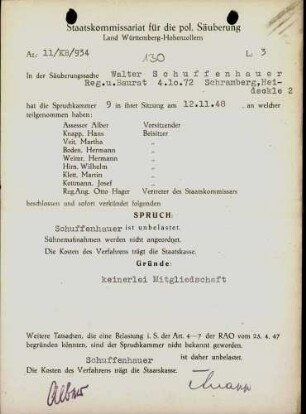 Staatskommissariat für die pol. Säuberung
Land Württemberg-Hohenzollern
Az: 11/KB/934
130
L: 3
In der Säuberungssache Walter Schuffenhauer
Reg.u.Baurat 4.10.72 Schramberg,Hei-
deckle 2
hat die Spruchkammer 9 in ihrer Sitzung am 12.11.48 , an welcher
teilgenommen haben:
Assessor Alber Vorsitzender
Knapp, Hans Beisitzer
Veit, Martha "
Boden, Hermann "
Weiter, Hermann "
Hirn, Wilhelm "
Klett, Martin "
Kottmann, Josef "
Reg.Ang. Otto Hager Vertreter des Staatskommissars
beschlossen und sofort verkündet folgenden
SPRUCH:
Schuffenhauer ist unbelastet.
Sühnemaßnahmen werden nicht angeordnet.
Die Kosten des Verfahrens trägt die Staatskasse.
Gründe:
keinerlei Mitgliedschaft
Weitere Tatsachen, die eine Belastung i. S. der Art. 4—7 der RAO vom 25. 4. 47
begründen könnten, sind der Spruchkammer nicht bekannt geworden.
Schuffenhauer ist daher unbelastet.
Die Kosten des Verfahrens trägt die Staatskasse.
Alber